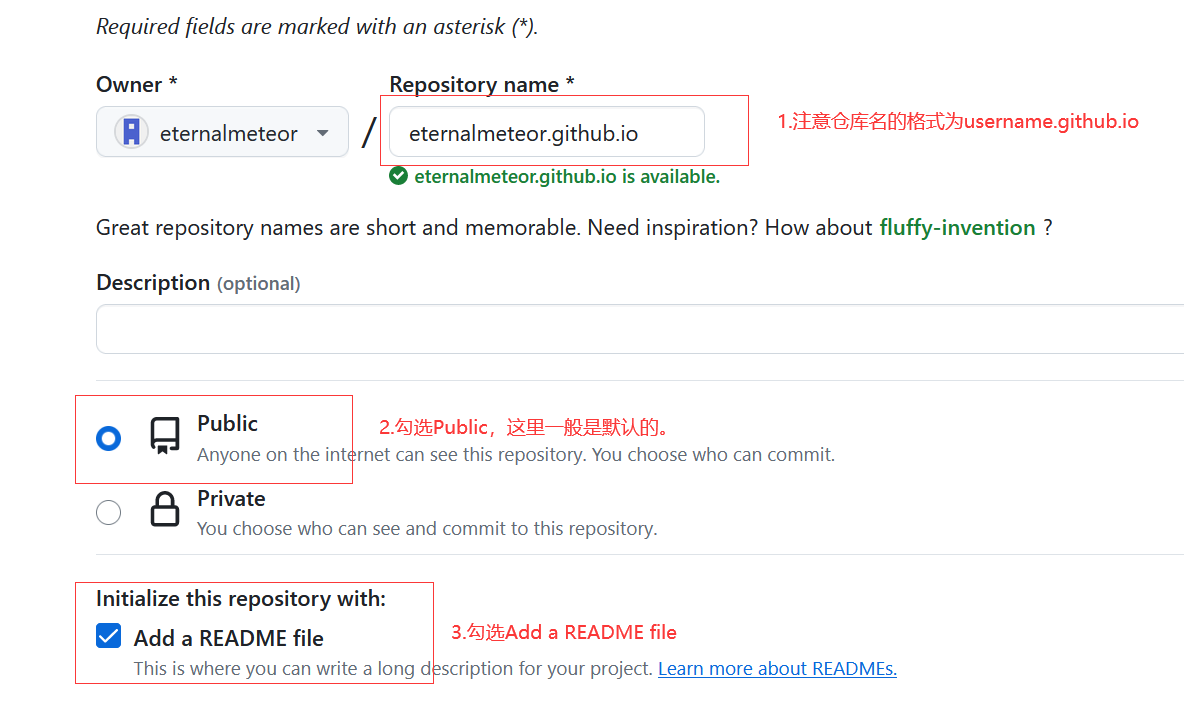 Required fields are marked with an asterisk (*).
Owner * Repository name *
eternalmeteor / eternalmeteor.github.io 1.注意仓库名的格式为username.github.io
eternalmeteor.github.io is available.
Great repository names are short and memorable. Need inspiration? How about fluffy-invention ?
Description (optional)
Public 2.勾选Public，这里一般是默认的。
Anyone on the internet can see this repository. You choose who can commit.
Private
You choose who can see and commit to this repository.
Initialize this repository with:
Add a README file 3.勾选Add a README file
This is where you can write a long description for your project. Learn more about READMEs.